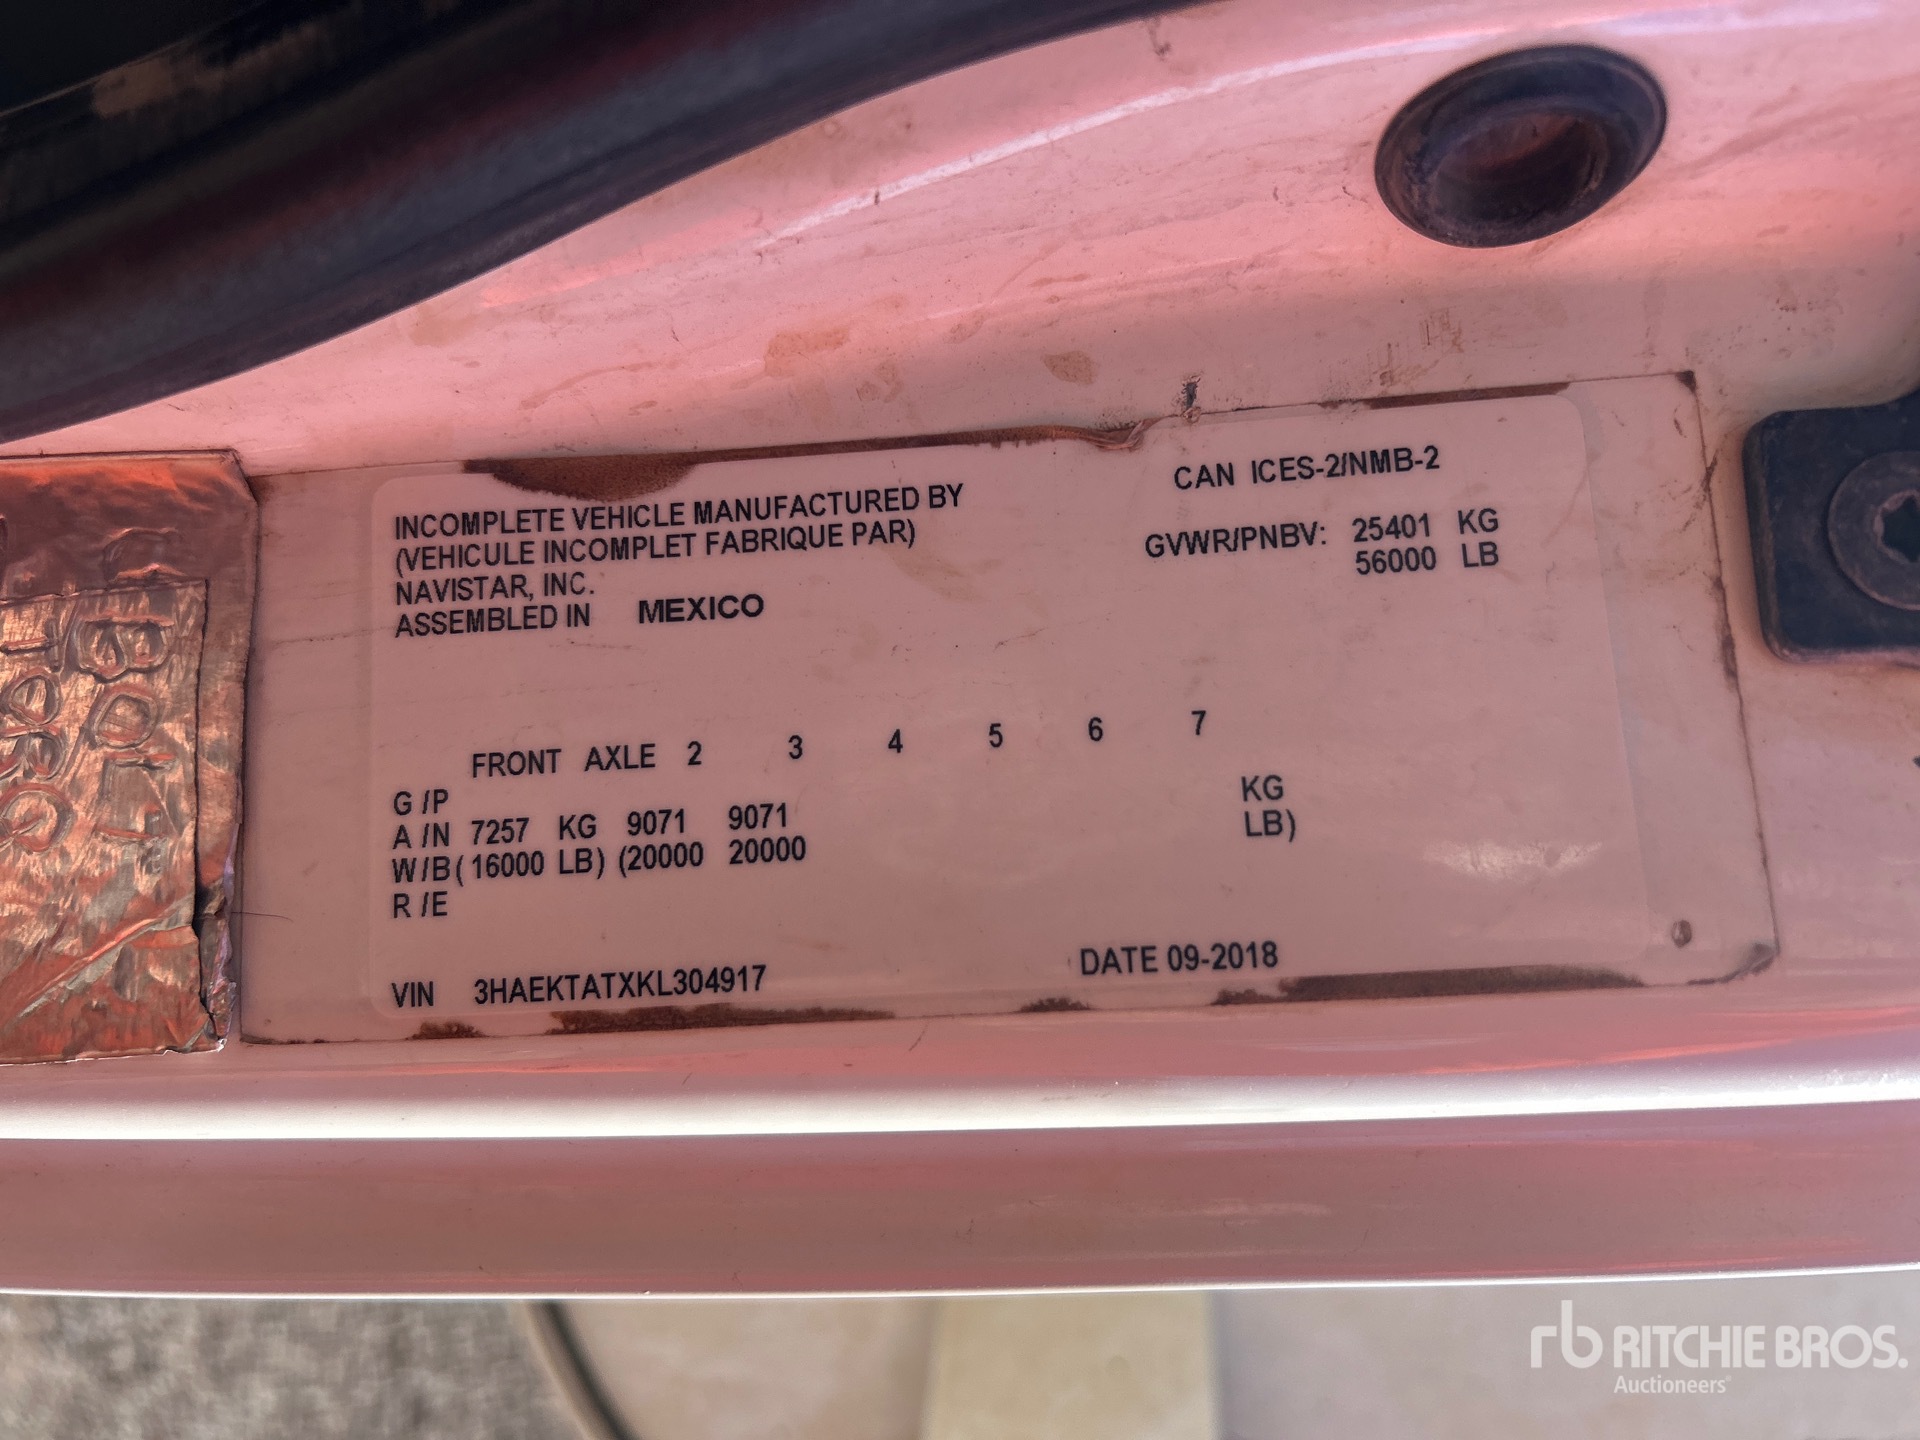 INCOMPLETE VEHICLE MANUFACTURED BY
(VEHICULE INCOMPLET FABRIQUE PAR)
NAVISTAR, INC.
ASSEMBLED IN MEXICO
CAN ICES-2/NMB-2
GVWR/PNBV: 25401 KG
56000 LB
FRONT AXLE 2 3 4 5 6 7
G /P
A /N 7257 KG 9071 9071 KG
W/B ( 16000 LB) (20000 20000 LB)
R /E
VIN 3HAEKTATXKL304917
DATE 09-2018
BOLT
rb RITCHIE BROS.
Auctioneers